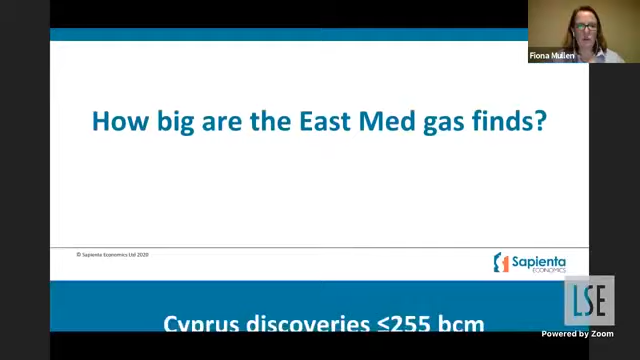 Fiona Mullen
How big are the East Med gas finds?
© Sapienta Economics Ltd 2020
Sapienta
ECONOMICS
LSE
Cyprus discoveries ≤255 bcm
Powered by Zoom